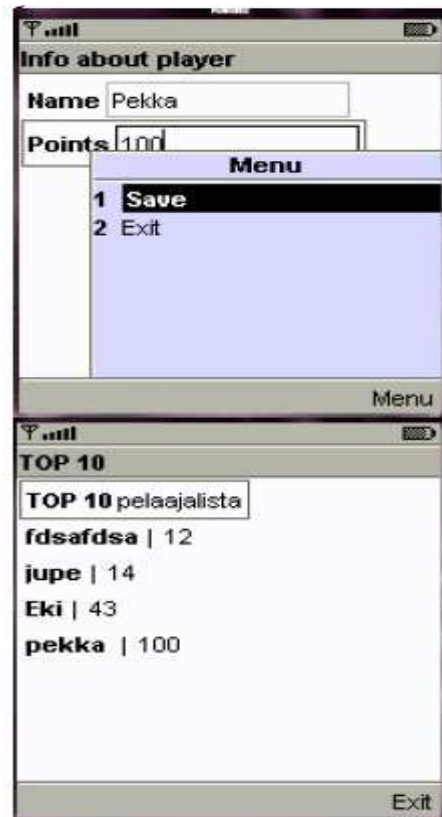 Info about player
Name Pekka
Points 100
Menu
1 Save
2 Exit
Menu
TOP 10
TOP 10 pelaajalista
fdsafdsa | 12
jupe | 14
Eki | 43
pekka | 100
Exit